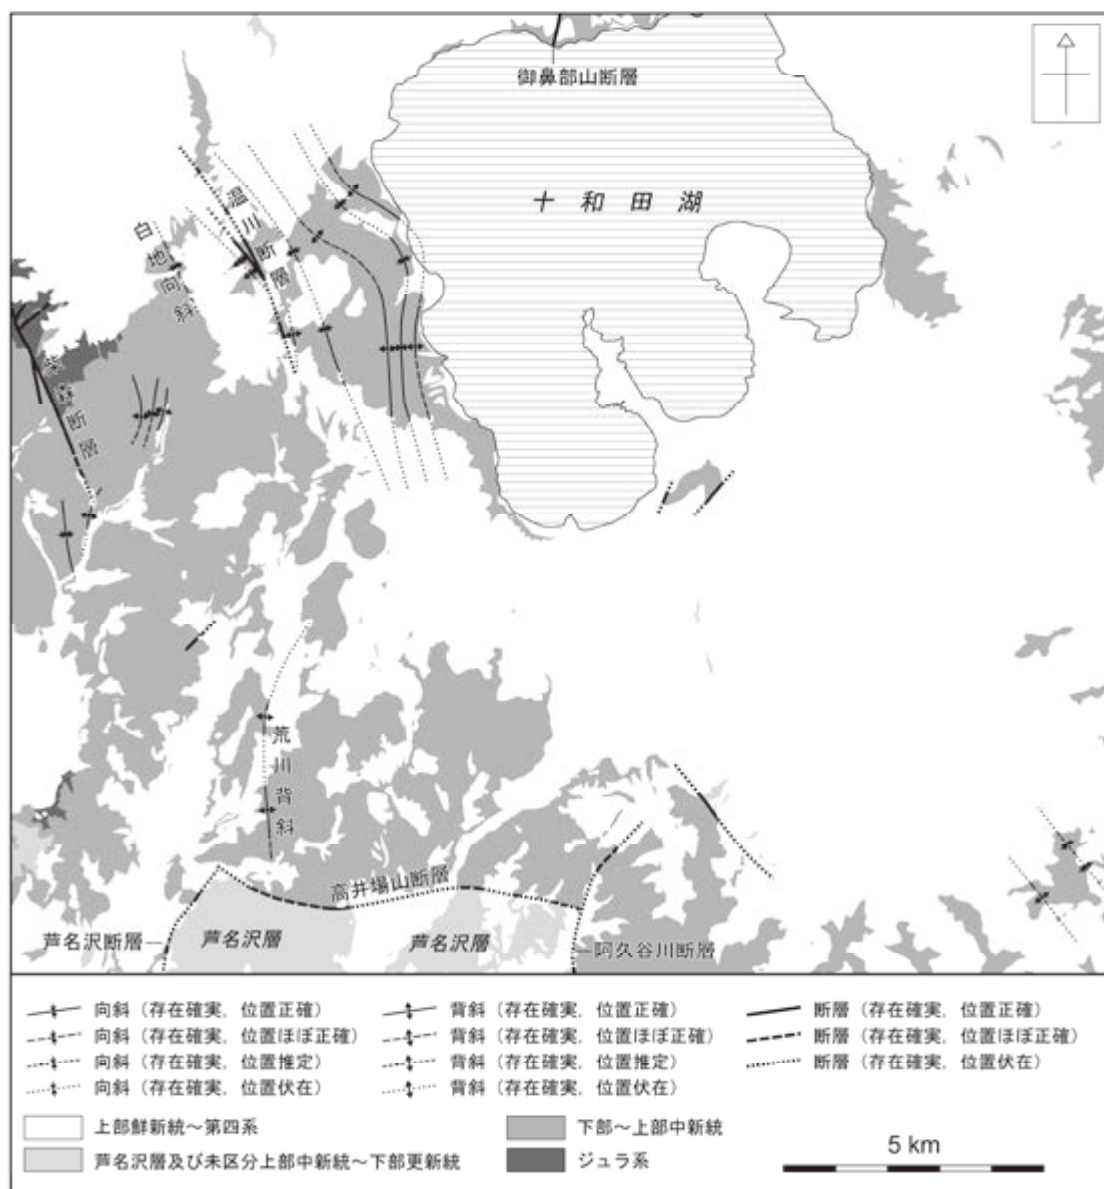 御鼻部山断層
十和田湖
温川断層
白地向斜
荒川背斜
高井場山断層
芦名沢断層
芦名沢層
芦名沢層
阿久谷川断層
向斜（存在確実，位置正確）
向斜（存在確実，位置ほぼ正確）
向斜（存在確実，位置推定）
向斜（存在確実，位置伏在）
背斜（存在確実，位置正確）
背斜（存在確実，位置ほぼ正確）
背斜（存在確実，位置推定）
背斜（存在確実，位置伏在）
断層（存在確実，位置正確）
断層（存在確実，位置ほぼ正確）
断層（存在確実，位置伏在）
上部鮮新統～第四系
芦名沢層及び未区分上部中新統～下部更新統
下部～上部中新統
ジュラ系
5 km